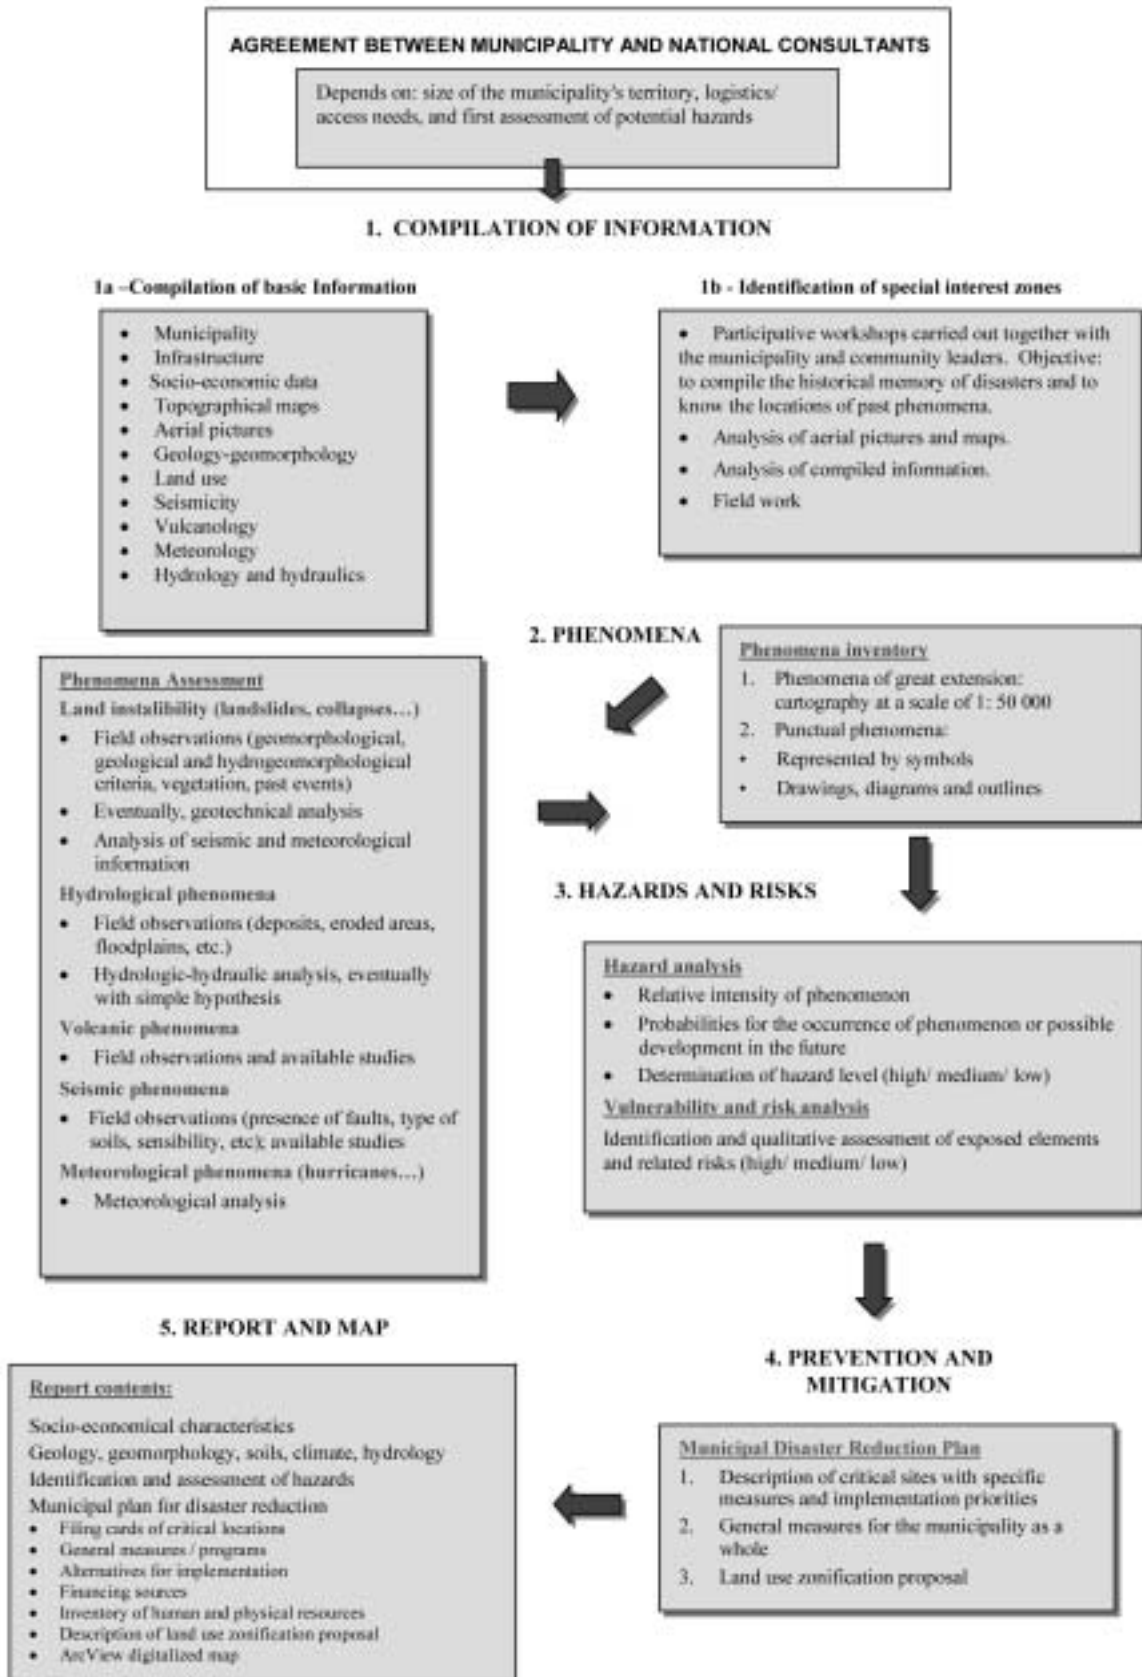 AGREEMENT BETWEEN MUNICIPALITY AND NATIONAL CONSULTANTS
Depends on: size of the municipality's territory, logistics/
access needs, and first assessment of potential hazards
1. COMPILATION OF INFORMATION
1a –Compilation of basic Information
• Municipality
• Infrastructure
• Socio-economic data
• Topographical maps
• Aerial pictures
• Geology-geomorphology
• Land use
• Seismicity
• Vulcanology
• Meteorology
• Hydrology and hydraulics
1b - Identification of special interest zones
• Participative workshops carried out together with
the municipality and community leaders. Objective:
to compile the historical memory of disasters and to
know the locations of past phenomena.
• Analysis of aerial pictures and maps.
• Analysis of compiled information.
• Field work
2. PHENOMENA
Phenomena inventory
1. Phenomena of great extension:
cartography at a scale of 1: 50 000
2. Punctual phenomena:
• Represented by symbols
• Drawings, diagrams and outlines
Phenomena Assessment
Land instalibility (landslides, collapses…)
• Field observations (geomorphological,
geological and hydrogeomorphological
criteria, vegetation, past events)
• Eventually, geotechnical analysis
• Analysis of seismic and meteorological
information
Hydrological phenomena
• Field observations (deposits, eroded areas,
floodplains, etc.)
• Hydrologic-hydraulic analysis, eventually
with simple hypothesis
Volcanic phenomena
• Field observations and available studies
Seismic phenomena
• Field observations (presence of faults, type of
soils, sensibility, etc); available studies
Meteorological phenomena (hurricanes…)
• Meteorological analysis
3. HAZARDS AND RISKS
Hazard analysis
• Relative intensity of phenomenon
• Probabilities for the occurrence of phenomenon or possible
development in the future
• Determination of hazard level (high/ medium/ low)
Vulnerability and risk analysis
Identification and qualitative assessment of exposed elements
and related risks (high/ medium/ low)
4. PREVENTION AND
MITIGATION
Municipal Disaster Reduction Plan
1. Description of critical sites with specific
measures and implementation priorities
2. General measures for the municipality as a
whole
3. Land use zonification proposal
5. REPORT AND MAP
Report contents:
Socio-economical characteristics
Geology, geomorphology, soils, climate, hydrology
Identification and assessment of hazards
Municipal plan for disaster reduction
• Filing cards of critical locations
• General measures / programs
• Alternatives for implementation
• Financing sources
• Inventory of human and physical resources
• Description of land use zonification proposal
• ArcView digitalized map